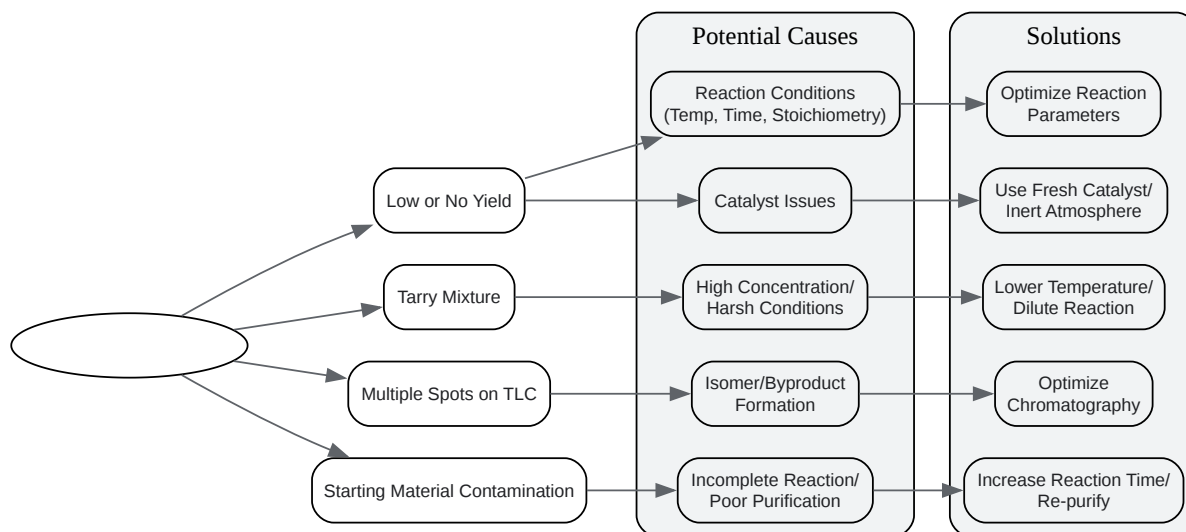 Potential Causes
Solutions
Reaction Conditions
(Temp, Time, Stoichiometry)
Optimize Reaction
Parameters
Low or No Yield
Catalyst Issues
Use Fresh Catalyst/
Inert Atmosphere
Tarry Mixture
High Concentration/
Harsh Conditions
Lower Temperature/
Dilute Reaction
Multiple Spots on TLC
Isomer/Byproduct
Formation
Optimize
Chromatography
Starting Material Contamination
Incomplete Reaction/
Poor Purification
Increase Reaction Time/
Re-purify